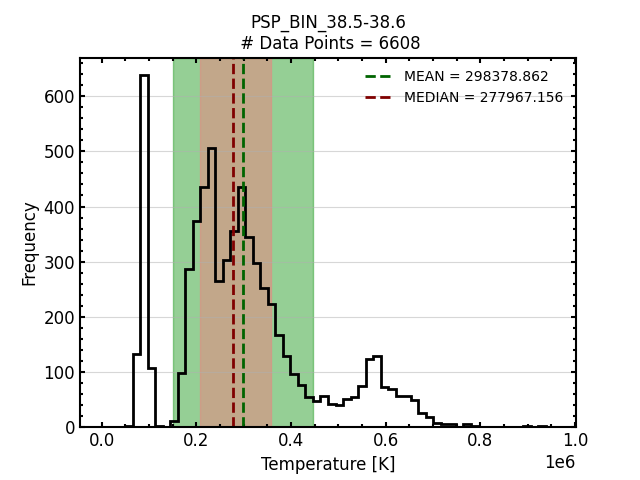 PSP_BIN_38.5-38.6
# Data Points = 6608
MEAN = 298378.862
MEDIAN = 277967.156
Frequency
600
500
400
300
200
100
0
0.0 0.2 0.4 0.6 0.8 1.0
1e6
Temperature [K]